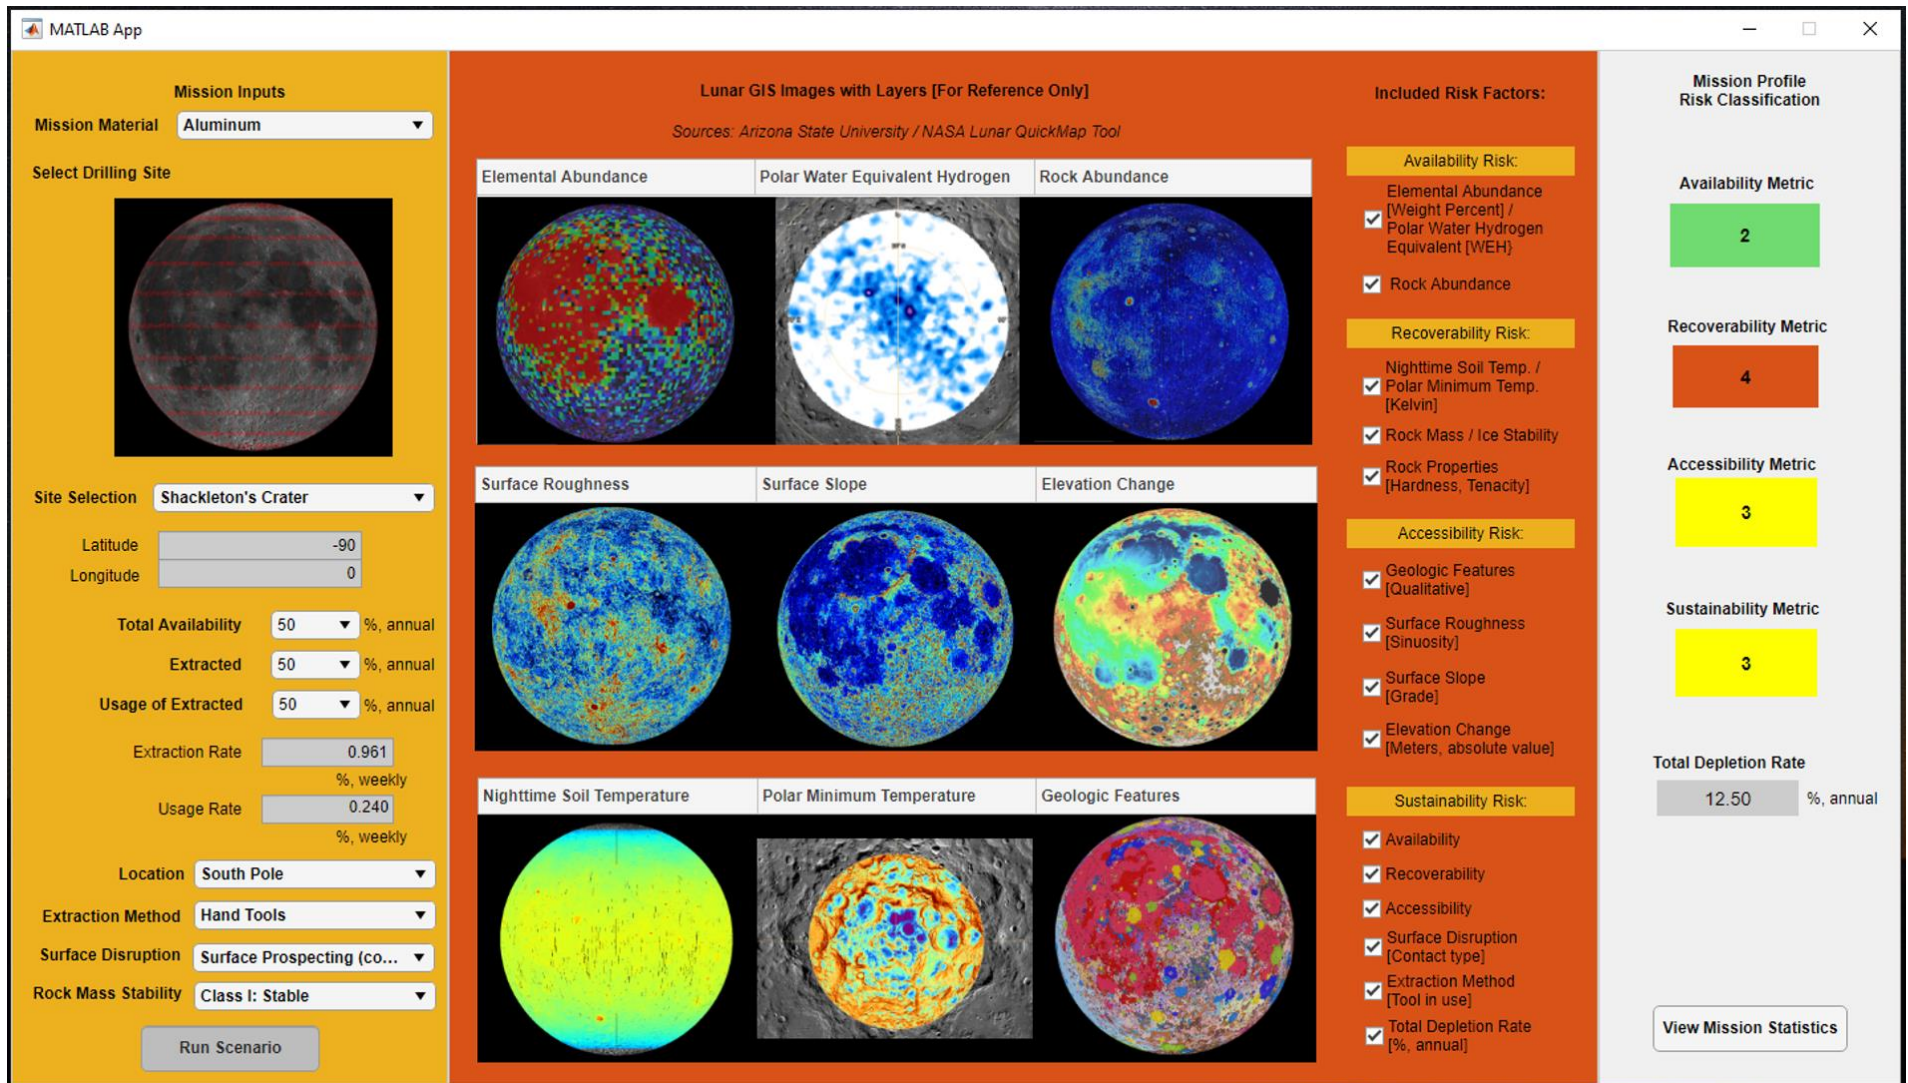 MATLAB App
Mission Inputs
Mission Material
Aluminum
Select Drilling Site
Site Selection
Shackleton's Crater
Latitude
-90
Longitude
0
Total Availability
50
%, annual
Extracted
50
%, annual
Usage of Extracted
50
%, annual
Extraction Rate
0.961
%, weekly
Usage Rate
0.240
%, weekly
Location
South Pole
Extraction Method
Hand Tools
Surface Disruption
Surface Prospecting (co...
Rock Mass Stability
Class I: Stable
Run Scenario
Lunar GIS Images with Layers [For Reference Only]
Sources: Arizona State University / NASA Lunar QuickMap Tool
Elemental Abundance
Polar Water Equivalent Hydrogen
Rock Abundance
Surface Roughness
Surface Slope
Elevation Change
Nighttime Soil Temperature
Polar Minimum Temperature
Geologic Features
Included Risk Factors:
Availability Risk:
Elemental Abundance
[Weight Percent] /
Polar Water Hydrogen
Equivalent [WEH}
Rock Abundance
Recoverability Risk:
Nighttime Soil Temp. /
Polar Minimum Temp.
[Kelvin]
Rock Mass / Ice Stability
Rock Properties
[Hardness, Tenacity]
Accessibility Risk:
Geologic Features
[Qualitative]
Surface Roughness
[Sinuosity]
Surface Slope
[Grade]
Elevation Change
[Meters, absolute value]
Sustainability Risk:
Availability
Recoverability
Accessibility
Surface Disruption
[Contact type]
Extraction Method
[Tool in use]
Total Depletion Rate
[%, annual]
Mission Profile
Risk Classification
Availability Metric
2
Recoverability Metric
4
Accessibility Metric
3
Sustainability Metric
3
Total Depletion Rate
12.50
%, annual
View Mission Statistics